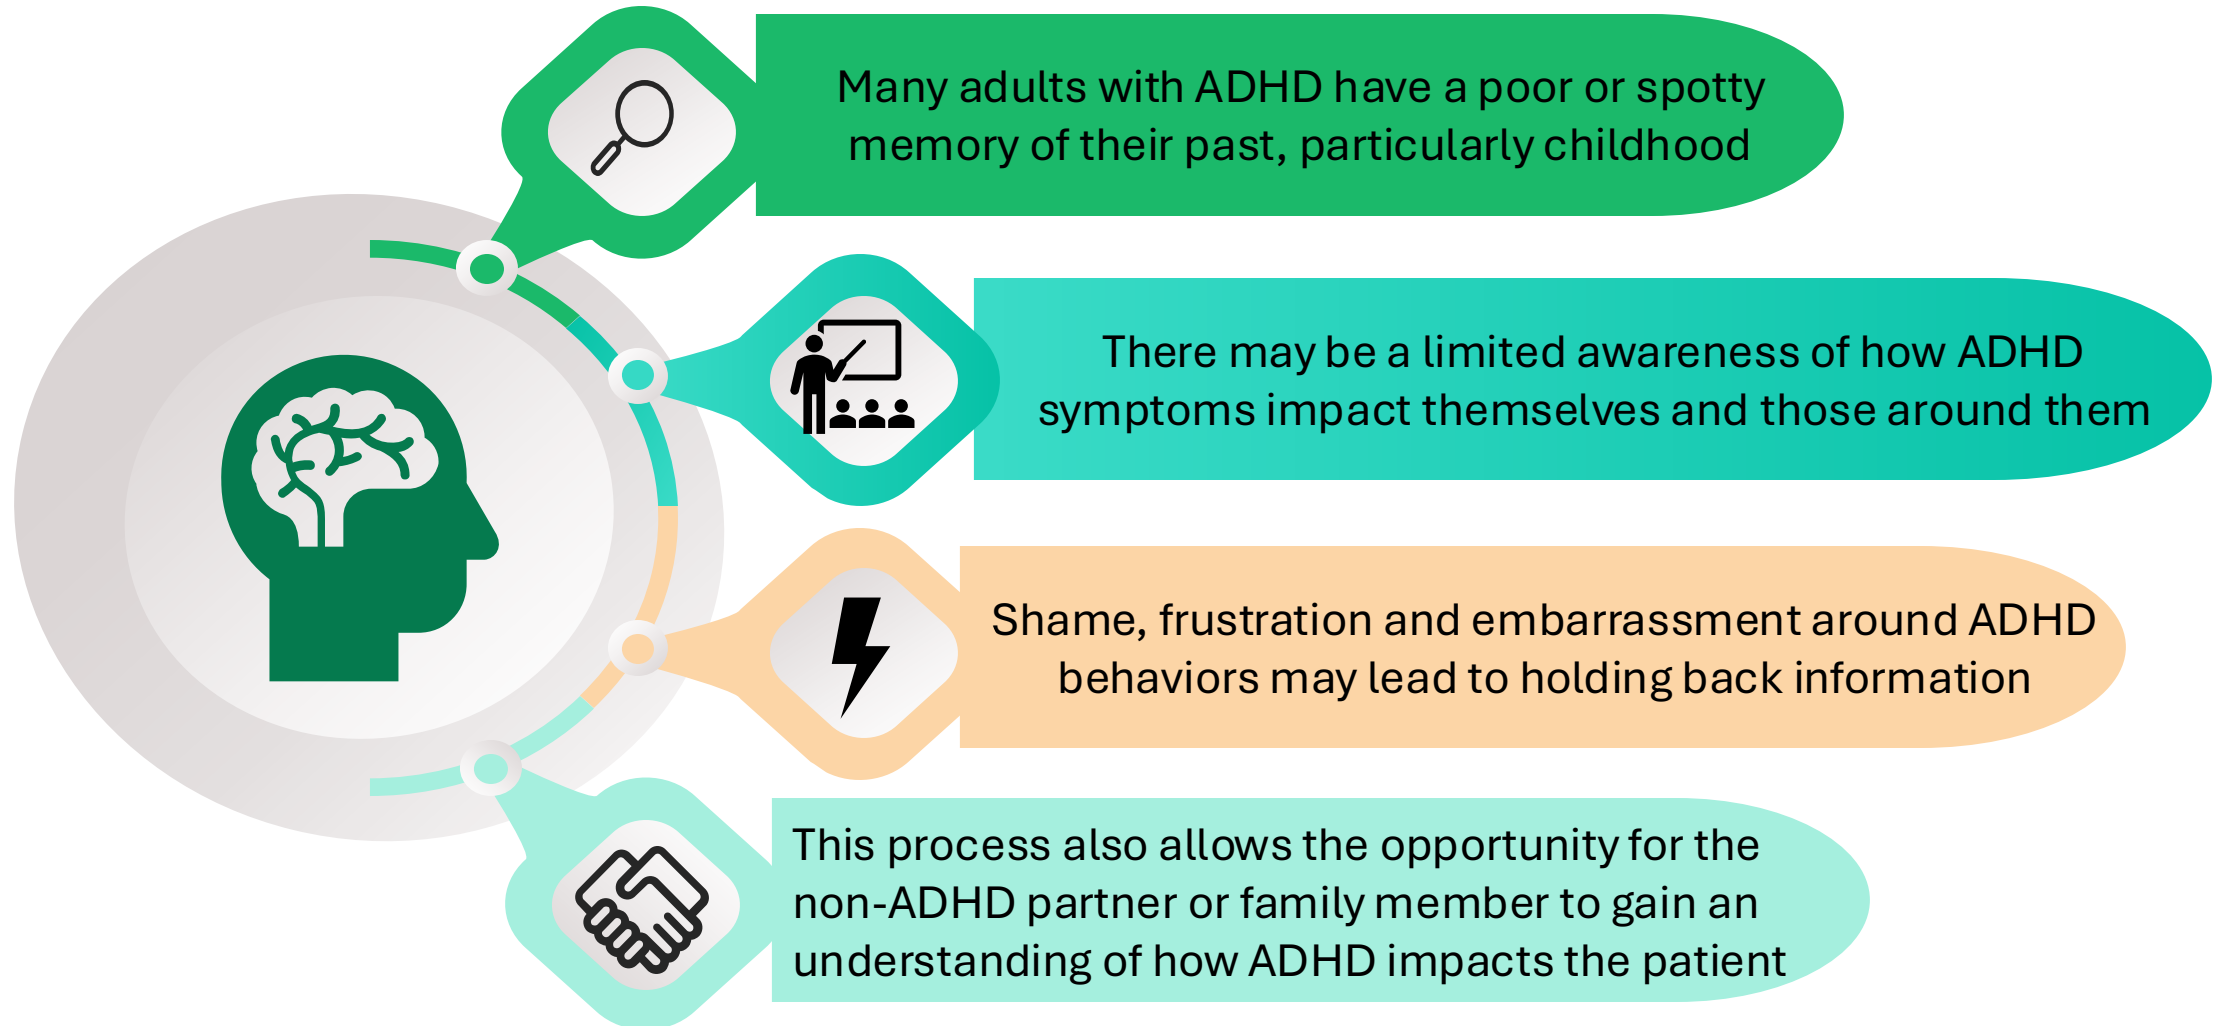 Many adults with ADHD have a poor or spotty
memory of their past, particularly childhood
There may be a limited awareness of how ADHD
symptoms impact themselves and those around them
Shame, frustration and embarrassment around ADHD
behaviors may lead to holding back information
This process also allows the opportunity for the
non-ADHD partner or family member to gain an
understanding of how ADHD impacts the patient